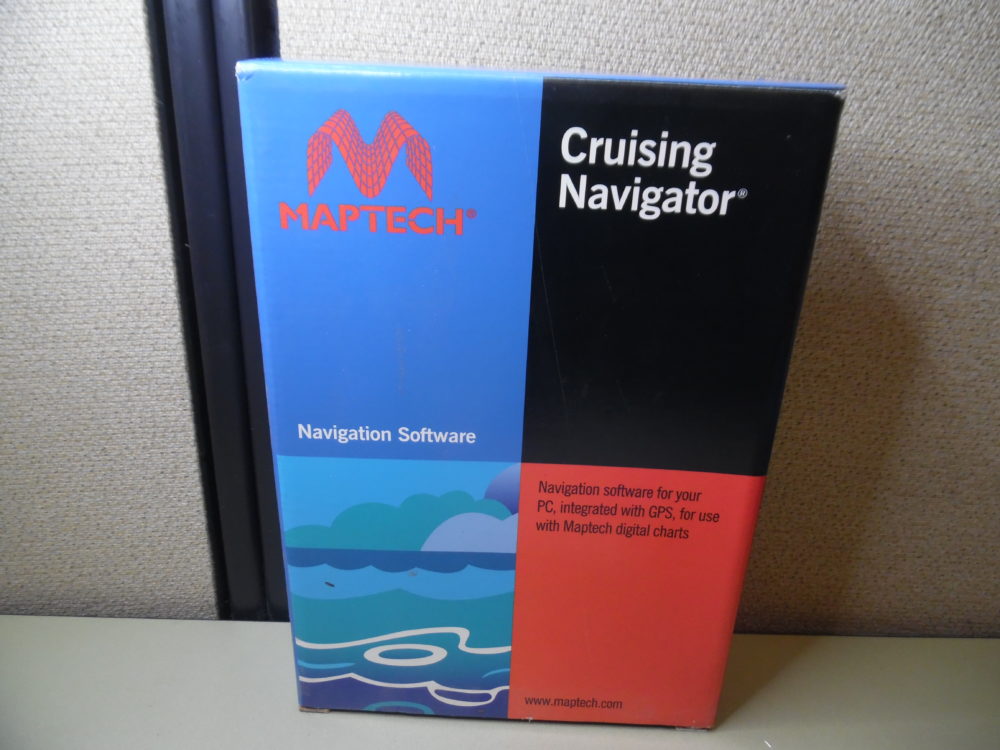 MAPTECH®
Cruising
Navigator®
Navigation Software
Navigation software for your
PC, integrated with GPS, for use
with Maptech digital charts
www.maptech.com